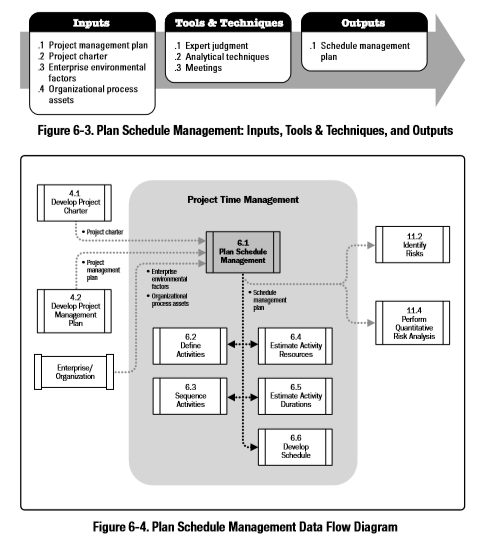 Inputs
.1 Project management plan
.2 Project charter
.3 Enterprise environmental
factors
.4 Organizational process
assets
Tools & Techniques
.1 Expert judgment
.2 Analytical techniques
.3 Meetings
Outputs
.1 Schedule management
plan
Figure 6-3. Plan Schedule Management: Inputs, Tools & Techniques, and Outputs
Project Time Management
4.1
Develop Project
Charter
• Project charter
6.1
Plan Schedule
Management
11.2
Identify
Risks
• Project
management
plan
• Enterprise
environmental
factors
• Organizational
process assets
• Schedule
management
plan
4.2
Develop Project
Management
Plan
11.4
Perform
Quantitative
Risk Analysis
6.2
Define
Activities
6.4
Estimate Activity
Resources
Enterprise/
Organization
6.3
Sequence
Activities
6.5
Estimate Activity
Durations
6.6
Develop
Schedule
Figure 6-4. Plan Schedule Management Data Flow Diagram